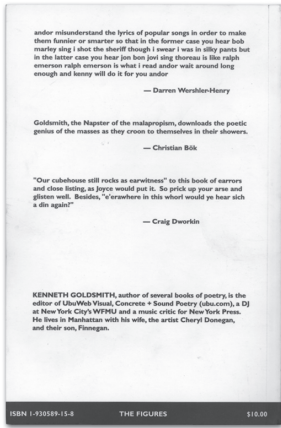 andor misunderstand the lyrics of popular songs in order to make
them funnier or smarter so that in the former case you hear bob
marley sing i shot the sheriff though i swear i was in silky pants but
in the latter case you hear jon bon jovi sing thoreau is like ralph
emerson ralph emerson is what i read andor wait around long
enough and kenny will do it for you andor
— Darren Wershler-Henry
Goldsmith, the Napster of the malapropism, downloads the poetic
genius of the masses as they croon to themselves in their showers.
— Christian Bök
"Our cubehouse still rocks as earwitness" to this book of earrors
and close listing, as Joyce would put it. So prick up your arse and
glisten well. Besides, "e'erawhere in this whorl would ye hear sich
a din again?"
— Craig Dworkin
KENNETH GOLDSMITH, author of several books of poetry, is the
editor of UbuWeb Visual, Concrete + Sound Poetry (ubu.com), a DJ
at New York City's WFMU and a music critic for New York Press.
He lives in Manhattan with his wife, the artist Cheryl Donegan,
and their son, Finnegan.
ISBN 1-930589-15-8 THE FIGURES $10.00